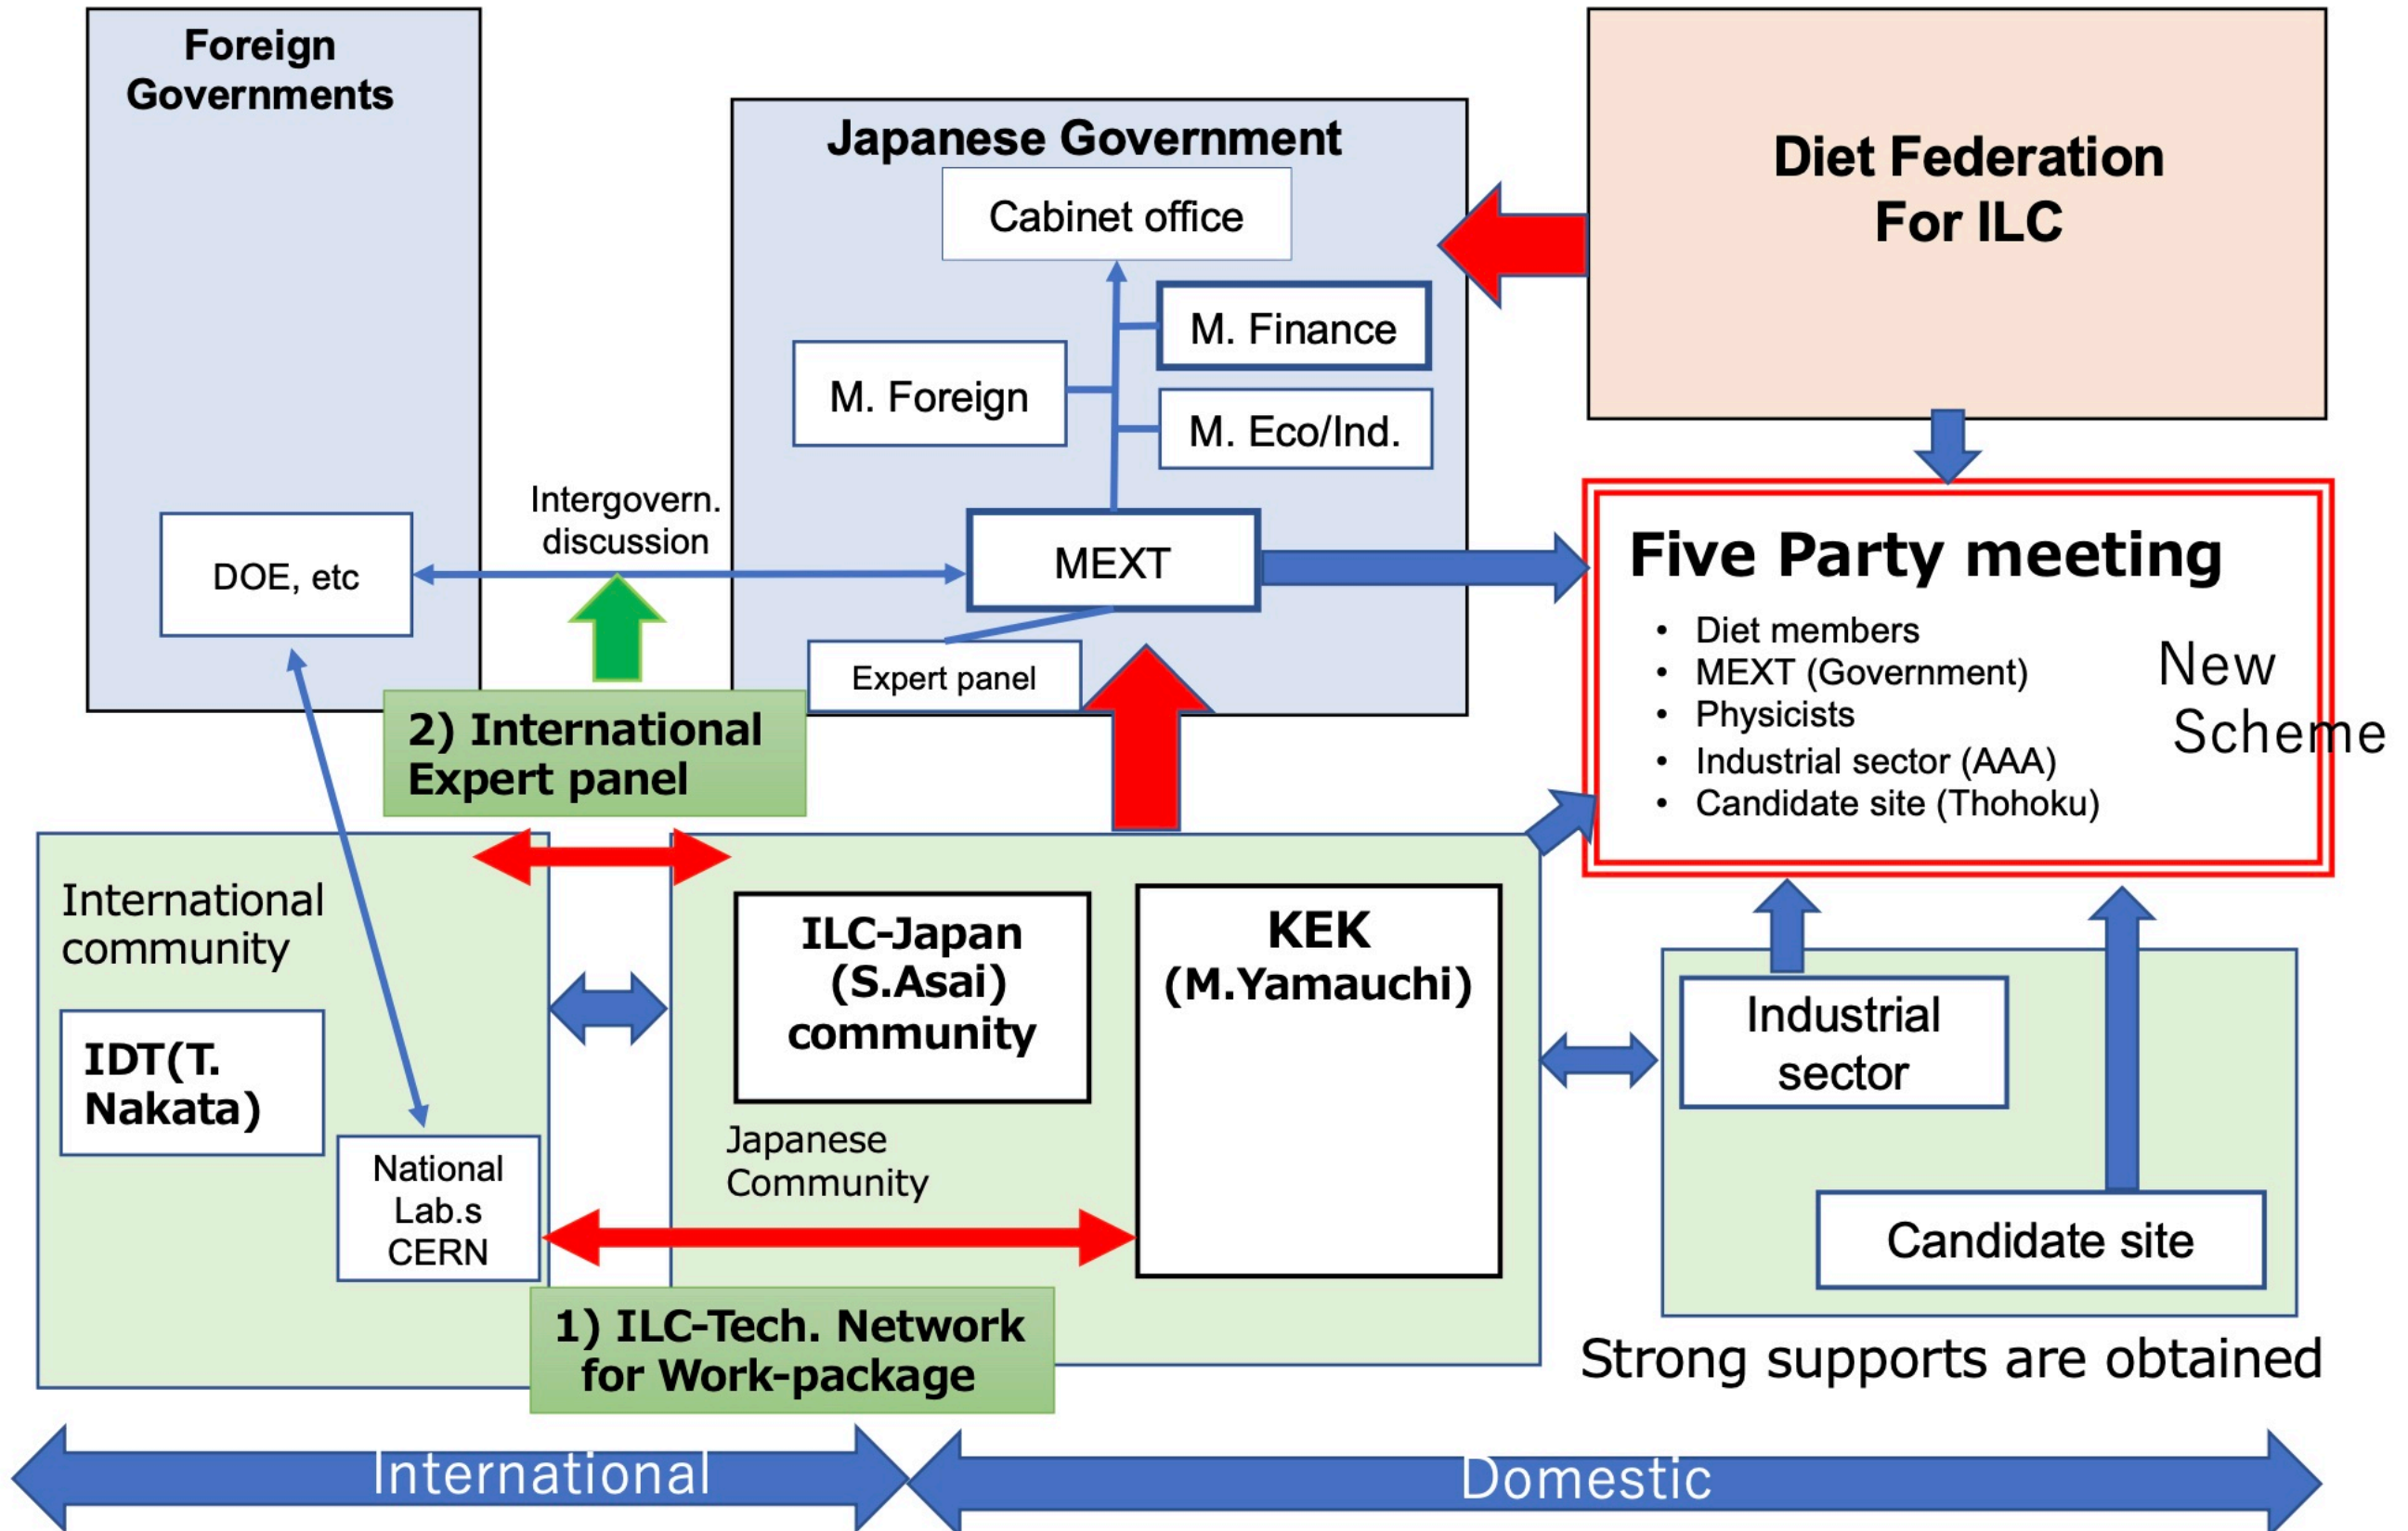 Foreign
Governments
Japanese Government
Cabinet office
M. Finance
M. Foreign
M. Eco/Ind.
Intergovern.
discussion
DOE, etc
MEXT
Expert panel
Diet Federation
For ILC
Five Party meeting
• Diet members
• MEXT (Government)
• Physicists
• Industrial sector (AAA)
• Candidate site (Thohoku)
New
Scheme
2) International
Expert panel
International
community
IDT(T.
Nakata)
National
Lab.s
CERN
ILC-Japan
(S.Asai)
community
KEK
(M.Yamauchi)
Japanese
Community
1) ILC-Tech. Network
for Work-package
Industrial
sector
Candidate site
Strong supports are obtained
International
Domestic